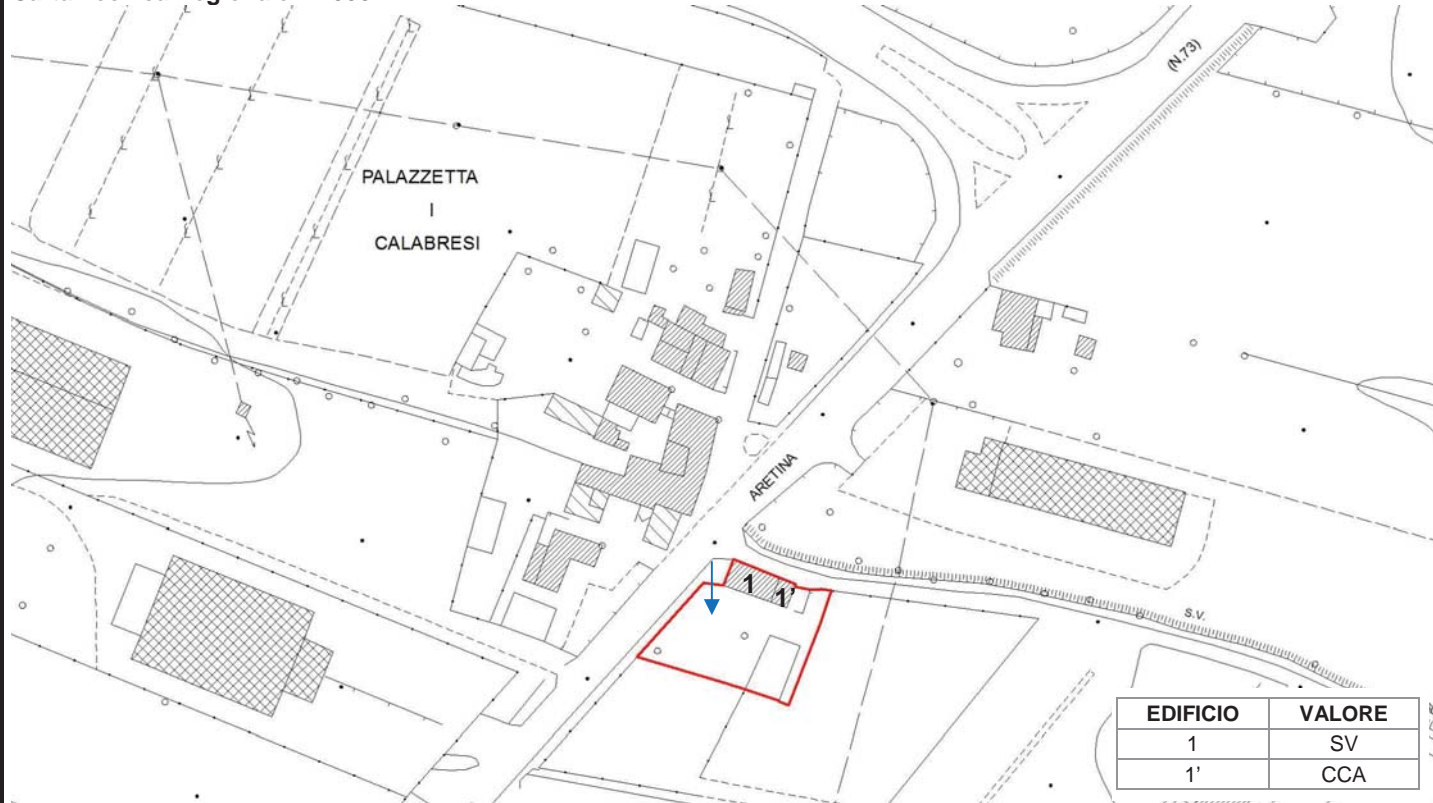 (N.73)
PALAZZETTA
I
CALABRESI
ARETINA
1
1'
S.V.
EDIFICIO VALORE
1 SV
1' CCA